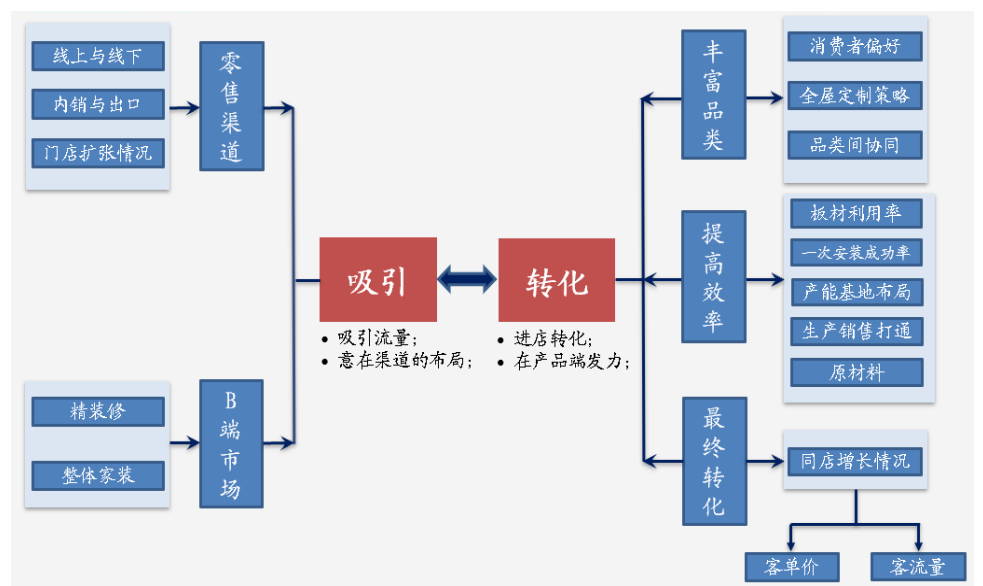 线上与线下
内销与出口
门店扩张情况
零售渠道
精装修
整体家装
B端市场
吸引
• 吸引流量；
• 意在渠道的布局；
转化
• 进店转化；
• 在产品端发力；
丰富品类
消费者偏好
全屋定制策略
品类间协同
提高效率
板材利用率
一次安装成功率
产能基地布局
生产销售打通
原材料
最终转化
同店增长情况
客单价
客流量